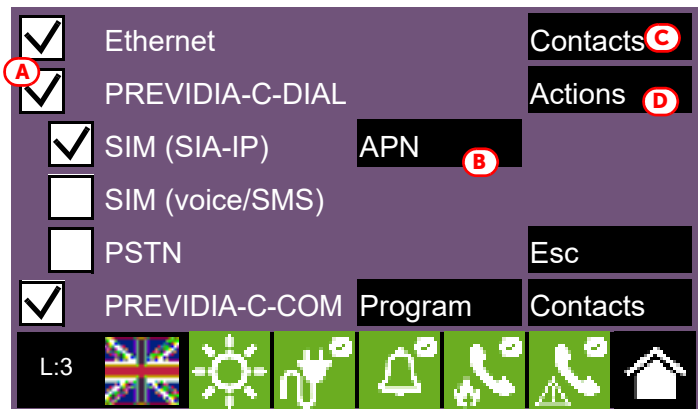 Ethernet Contacts C
A
PREVIDIA-C-DIAL Actions D
SIM (SIA-IP) APN B
SIM (voice/SMS)
PSTN Esc
PREVIDIA-C-COM Program Contacts
L:3